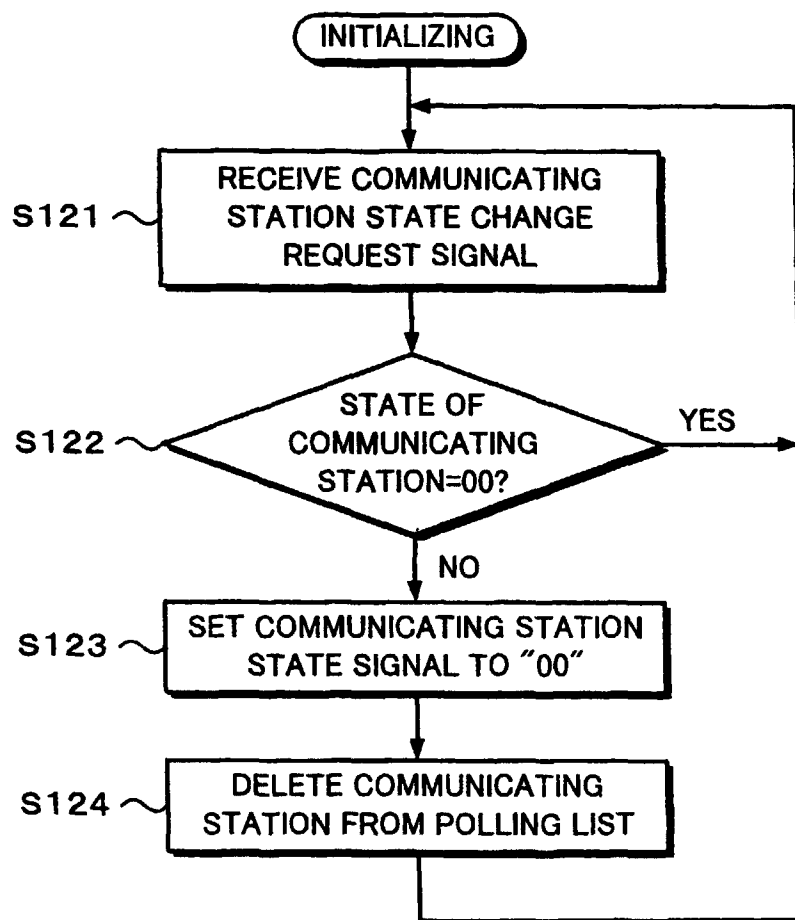 INITIALIZING
S121
RECEIVE COMMUNICATING
STATION STATE CHANGE
REQUEST SIGNAL
S122
STATE OF
COMMUNICATING
STATION=00?
YES
NO
S123
SET COMMUNICATING STATION
STATE SIGNAL TO "00"
S124
DELETE COMMUNICATING
STATION FROM POLLING LIST